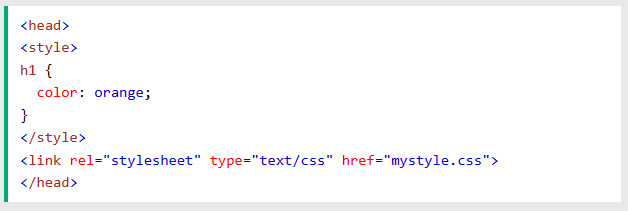 <head>
<style>
h1 {
  color: orange;
}
</style>
<link rel="stylesheet" type="text/css" href="mystyle.css">
</head>